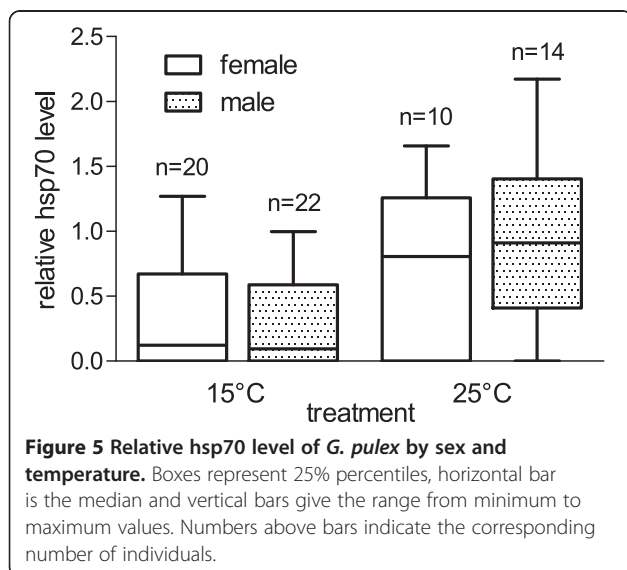 2.5
2.0
1.5
1.0
0.5
0.0
relative hsp70 level
female
male
n=20
n=22
n=10
n=14
15°C
25°C
treatment
Figure 5 Relative hsp70 level of G. pulex by sex and
temperature. Boxes represent 25% percentiles, horizontal bar
is the median and vertical bars give the range from minimum to
maximum values. Numbers above bars indicate the corresponding
number of individuals.